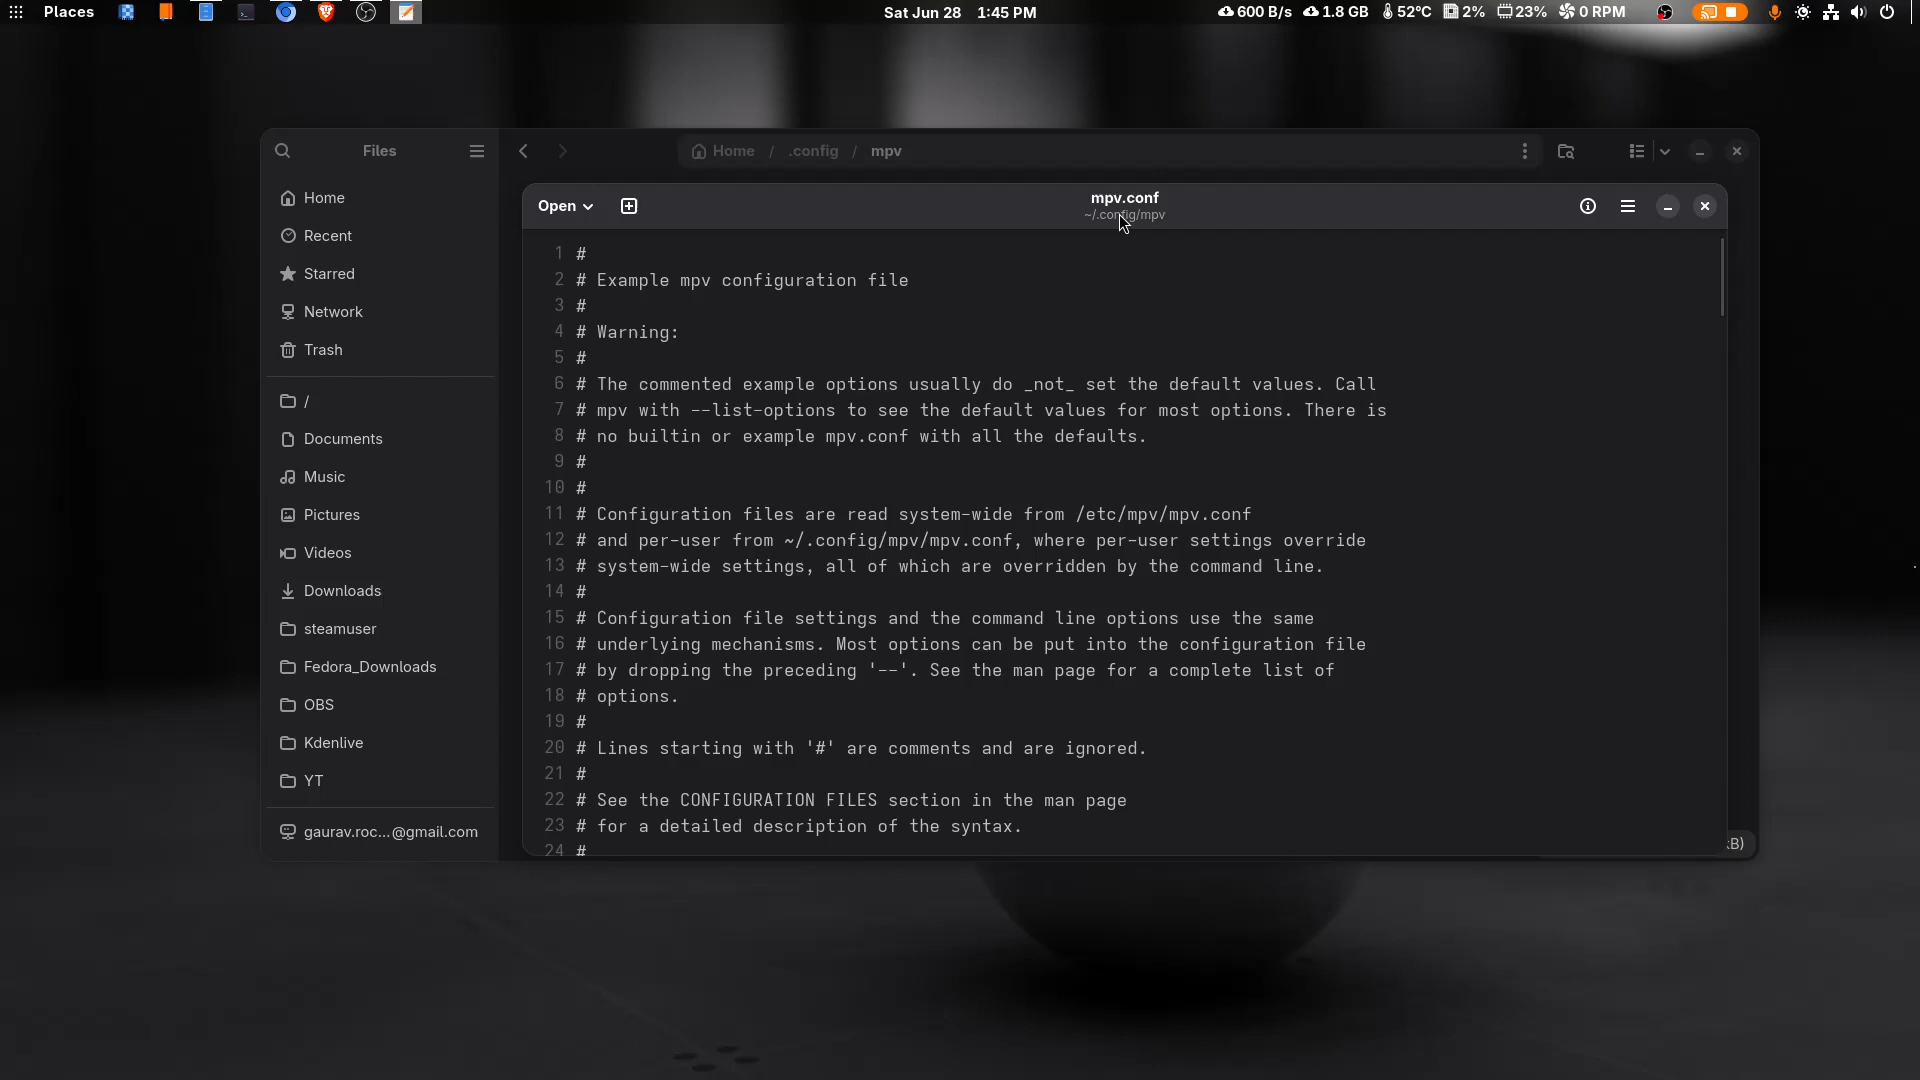 Places
Sat Jun 28 1:45 PM
600 B/s 1.8 GB 52°C 2% 23% 0 RPM
Files
Home / .config / mpv
Home
Recent
Starred
Network
Trash
/
Documents
Music
Pictures
Videos
Downloads
steamuser
Fedora_Downloads
OBS
Kdenlive
YT
gaurav.roc...@gmail.com
Open
mpv.conf
~/.config/mpv
1 #
2 # Example mpv configuration file
3 #
4 # Warning:
5 #
6 # The commented example options usually do _not_ set the default values. Call
7 # mpv with --list-options to see the default values for most options. There is
8 # no builtin or example mpv.conf with all the defaults.
9 #
10 #
11 # Configuration files are read system-wide from /etc/mpv/mpv.conf
12 # and per-user from ~/.config/mpv/mpv.conf, where per-user settings override
13 # system-wide settings, all of which are overridden by the command line.
14 #
15 # Configuration file settings and the command line options use the same
16 # underlying mechanisms. Most options can be put into the configuration file
17 # by dropping the preceding '--'. See the man page for a complete list of
18 # options.
19 #
20 # Lines starting with '#' are comments and are ignored.
21 #
22 # See the CONFIGURATION FILES section in the man page
23 # for a detailed description of the syntax.
24 #
kB)